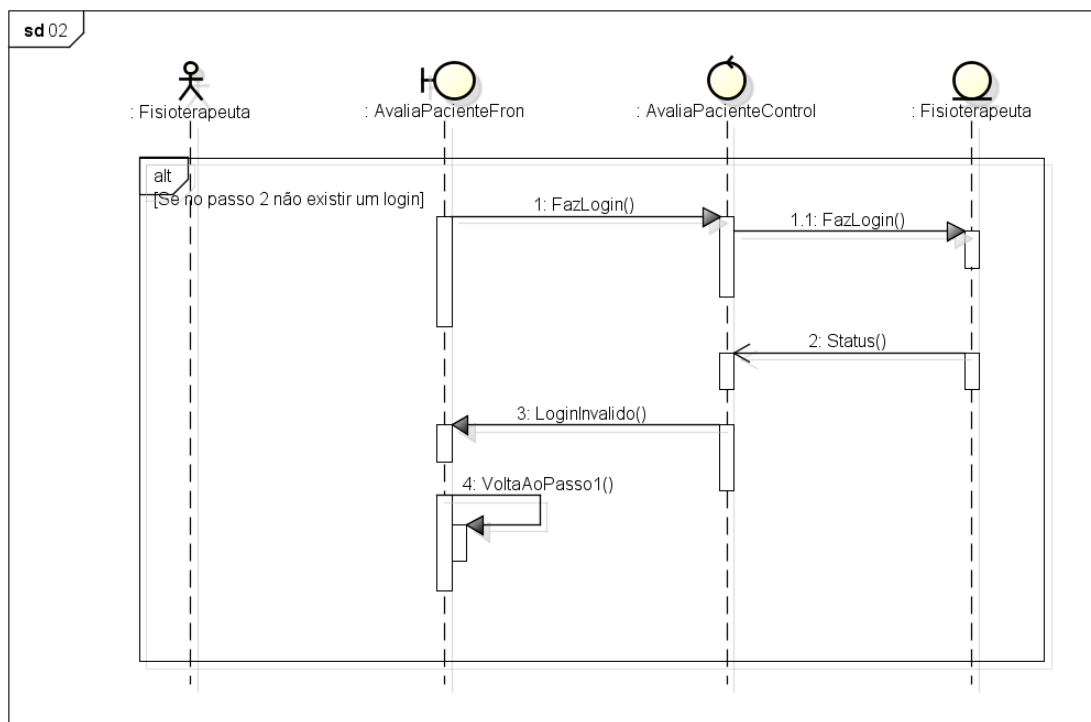 sd 02
: Fisioterapeuta
: AvaliaPacienteFron
: AvaliaPacienteControl
: Fisioterapeuta
alt
[Se no passo 2 não existir um login]
1: FazLogin()
1.1: FazLogin()
2: Status()
3: LoginInvalido()
4: VoltaAoPasso1()